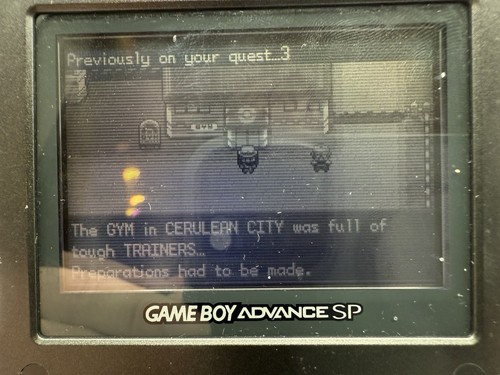 Previously on your quest…3
GYM
The GYM in CERULEAN CITY was full of
tough TRAINERS…
Preparations had to be made.
GAME BOY ADVANCE SP